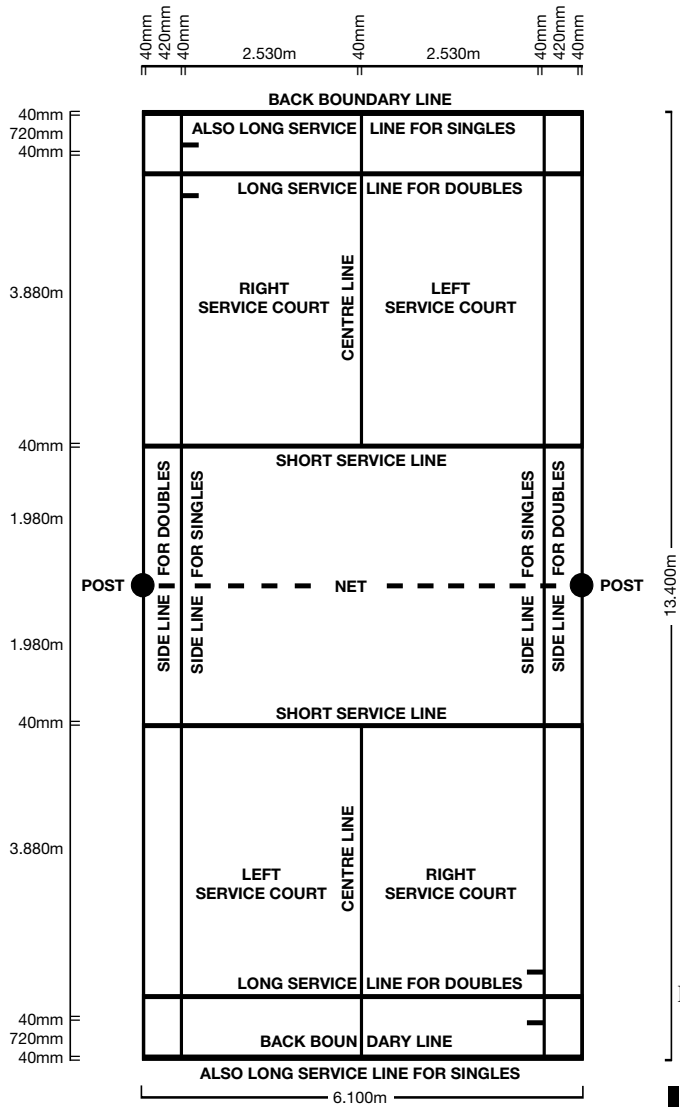 40mm
420mm
40mm
2.530m
40mm
2.530m
40mm
420mm
40mm
BACK BOUNDARY LINE
40mm
ALSO LONG SERVICE LINE FOR SINGLES
720mm
40mm
LONG SERVICE LINE FOR DOUBLES
3.880m
RIGHT
SERVICE COURT
CENTRE LINE
LEFT
SERVICE COURT
40mm
SHORT SERVICE LINE
1.980m
SIDE LINE FOR DOUBLES
SIDE LINE FOR SINGLES
SIDE LINE FOR SINGLES
SIDE LINE FOR DOUBLES
POST
NET
POST
13.400m
1.980m
40mm
SHORT SERVICE LINE
3.880m
LEFT
SERVICE COURT
CENTRE LINE
RIGHT
SERVICE COURT
LONG SERVICE LINE FOR DOUBLES
40mm
720mm
BACK BOUN DARY LINE
40mm
ALSO LONG SERVICE LINE FOR SINGLES
6.100m